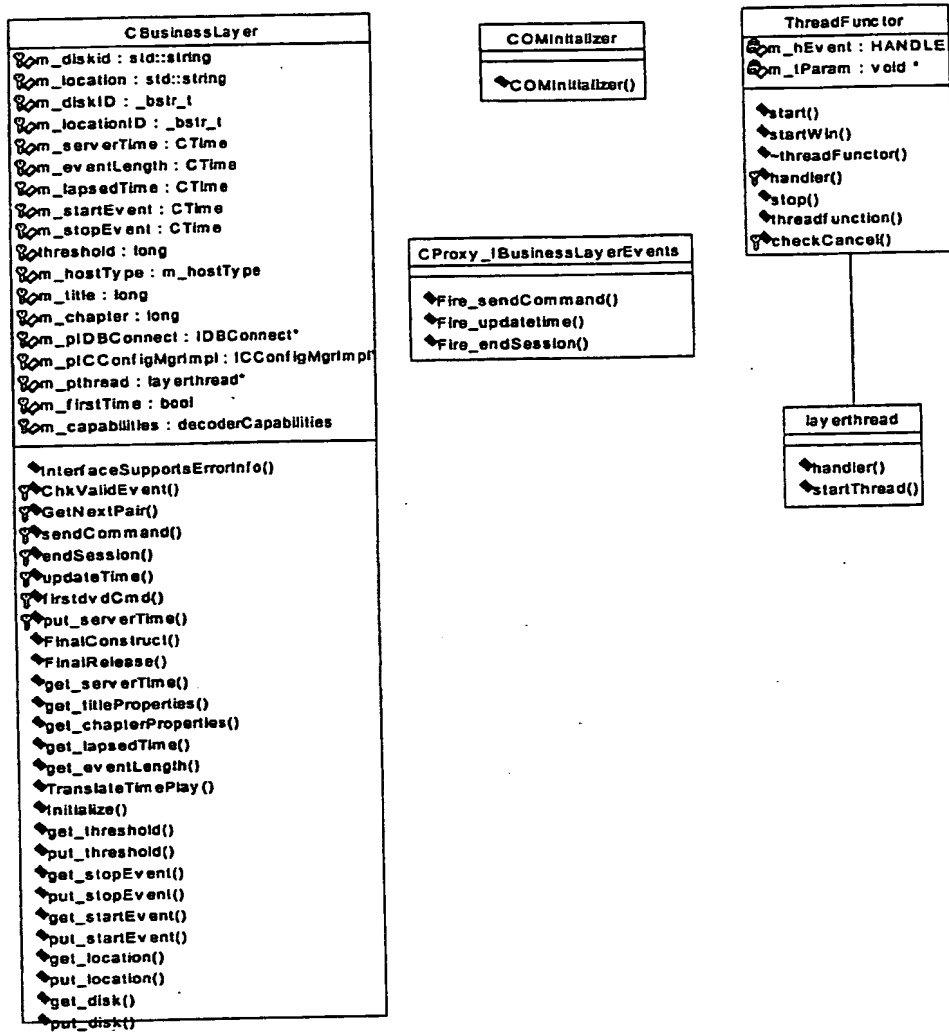 CBusinessLayer
m_diskid : std::string
m_location : std::string
m_diskID : _bstr_t
m_locationID : _bstr_t
m_serverTime : CTime
m_eventLength : CTime
m_lapsedTime : CTime
m_startEvent : CTime
m_stopEvent : CTime
threshold : long
m_hostType : m_hostType
m_title : long
m_chapter : long
m_pIDBConnect : IDBConnect*
m_pICConfigMgrImpl : ICConfigMgrImpl*
m_pthread : layerthread*
m_firstTime : bool
m_capabilities : decoderCapabilities
InterfaceSupportsErrorInfo()
ChkValidEvent()
GetNextPair()
sendCommand()
endSession()
updateTime()
firstdvdCmd()
put_serverTime()
FinalConstruct()
FinalRelease()
get_serverTime()
get_titleProperties()
get_chapterProperties()
get_lapsedTime()
get_eventLength()
TranslateTimePlay()
Initialize()
get_threshold()
put_threshold()
get_stopEvent()
put_stopEvent()
get_startEvent()
put_startEvent()
get_location()
put_location()
get_disk()
put_disk()
COMInitializer
COMInitializer()
CProxy_IBusinessLayerEvents
Fire_sendCommand()
Fire_updatetime()
Fire_endSession()
ThreadFunctor
m_hEvent : HANDLE
m_lParam : void *
start()
startWin()
~threadFunctor()
handler()
stop()
threadfunction()
checkCancel()
layerthread
handler()
startThread()